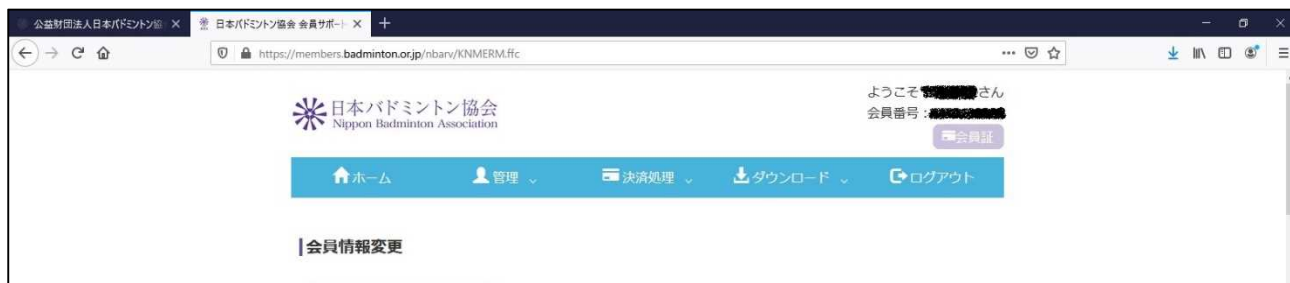 公益財団法人日本バドミントン協
日本バドミントン協会 会員サポート
https://members.badminton.or.jp/nbarv/KNMERM.ffc
日本バドミントン協会
Nippon Badminton Association
ようこそ さん
会員番号:
会員証
ホーム 管理 決済処理 ダウンロード ログアウト
会員情報変更